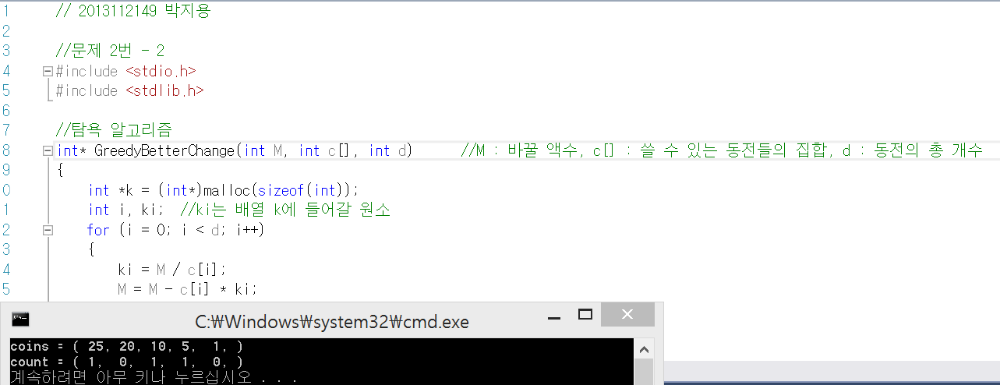 1 // 2013112149 박지용
2
3 //문제 2번 - 2
4 #include <stdio.h>
5 #include <stdlib.h>
6
7 //탐욕 알고리즘
8 int* GreedyBetterChange(int M, int c[], int d) //M : 바꿀 액수, c[] : 쓸 수 있는 동전들의 집합, d : 동전의 총 개수
9 {
0 int *k = (int*)malloc(sizeof(int));
1 int i, ki; //ki는 배열 k에 들어갈 원소
2 for (i = 0; i < d; i++)
3 {
4 ki = M / c[i];
5 M = M - c[i] * ki;
C:₩Windows₩system32₩cmd.exe
coins = ( 25, 20, 10, 5, 1, )
count = ( 1, 0, 1, 1, 0, )
계속하려면 아무 키나 누르십시오 . . .